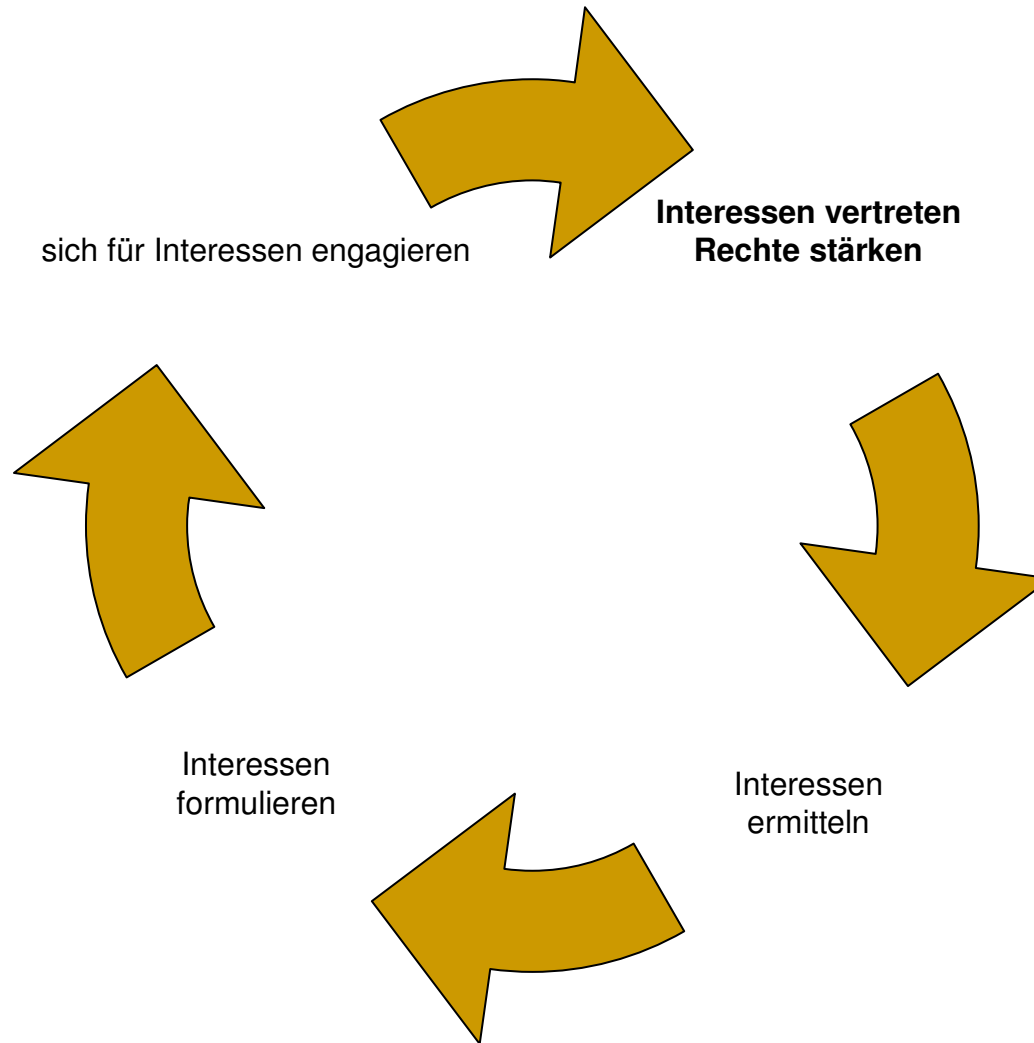 sich für Interessen engagieren
Interessen vertreten
Rechte stärken
Interessen
ermitteln
Interessen
formulieren